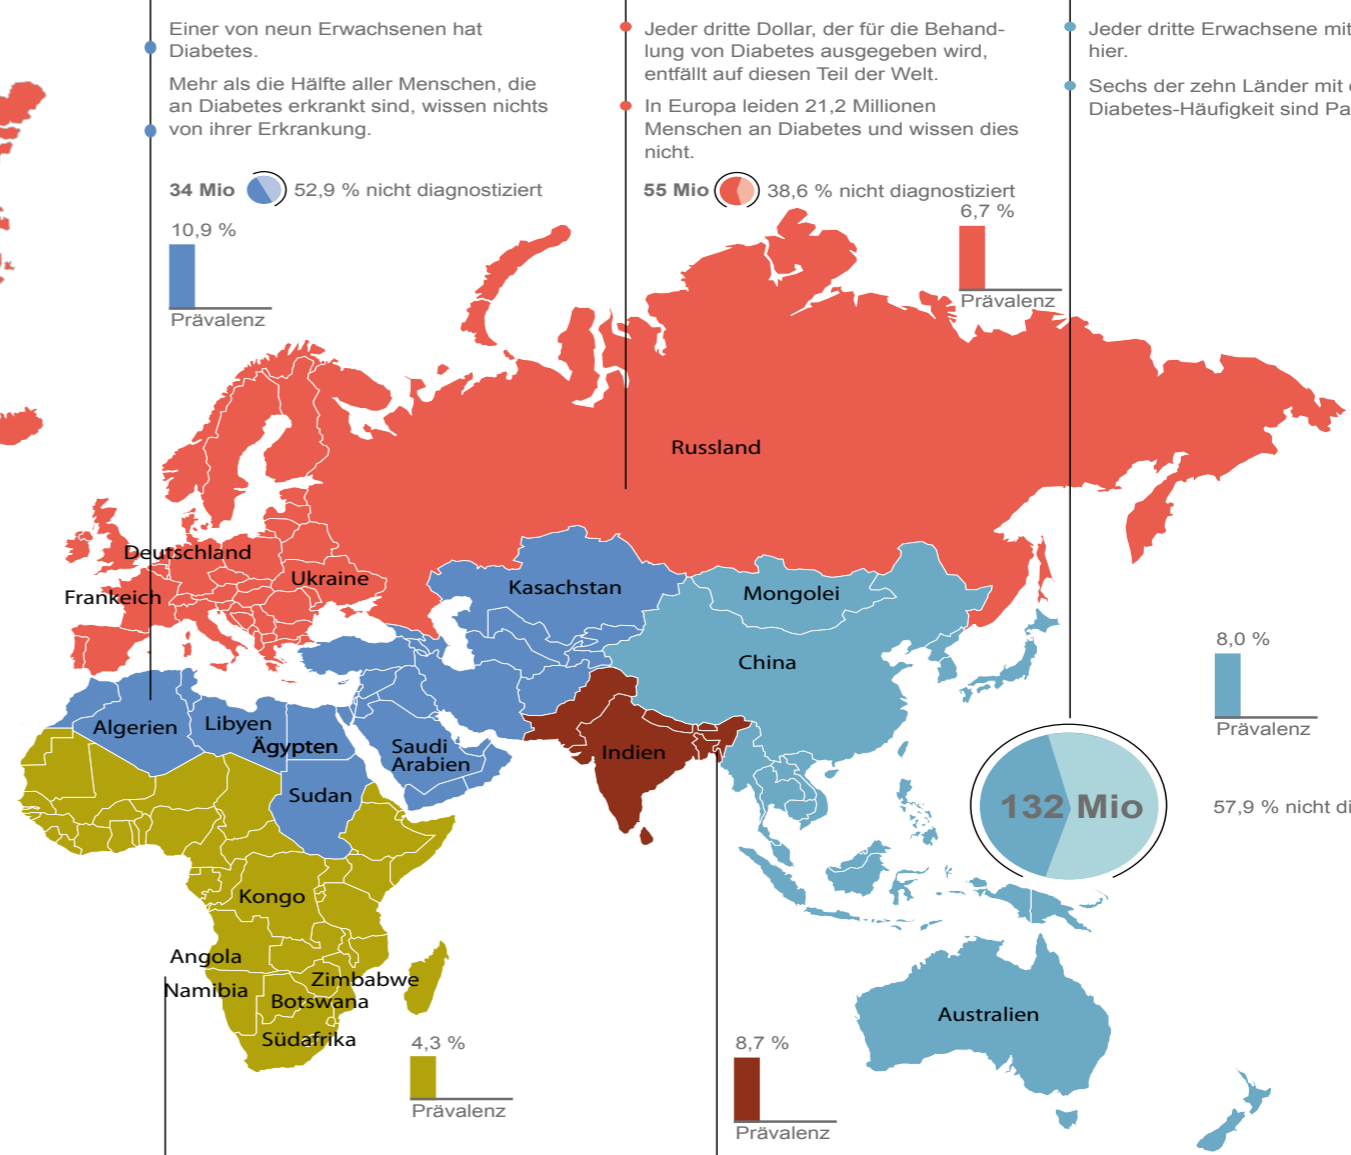 Einer von neun Erwachsenen hat
Diabetes.
Mehr als die Hälfte aller Menschen, die
an Diabetes erkrankt sind, wissen nichts
von ihrer Erkrankung.
34 Mio
52,9 % nicht diagnostiziert
10,9 %
Prävalenz
Jeder dritte Dollar, der für die Behand-
lung von Diabetes ausgegeben wird,
entfällt auf diesen Teil der Welt.
In Europa leiden 21,2 Millionen
Menschen an Diabetes und wissen dies
nicht.
55 Mio
38,6 % nicht diagnostiziert
6,7 %
Prävalenz
Jeder dritte Erwachsene mit
hier.
Sechs der zehn Länder mit
Diabetes-Häufigkeit sind Pa
Russland
Deutschland
Ukraine
Frankeich
Kasachstan
Mongolei
China
8,0 %
Prävalenz
Algerien
Libyen
Ägypten
Saudi
Arabien
Indien
Sudan
132 Mio
57,9 % nicht di
Kongo
Angola
Namibia
Zimbabwe
Botswana
Südafrika
Australien
4,3 %
Prävalenz
8,7 %
Prävalenz